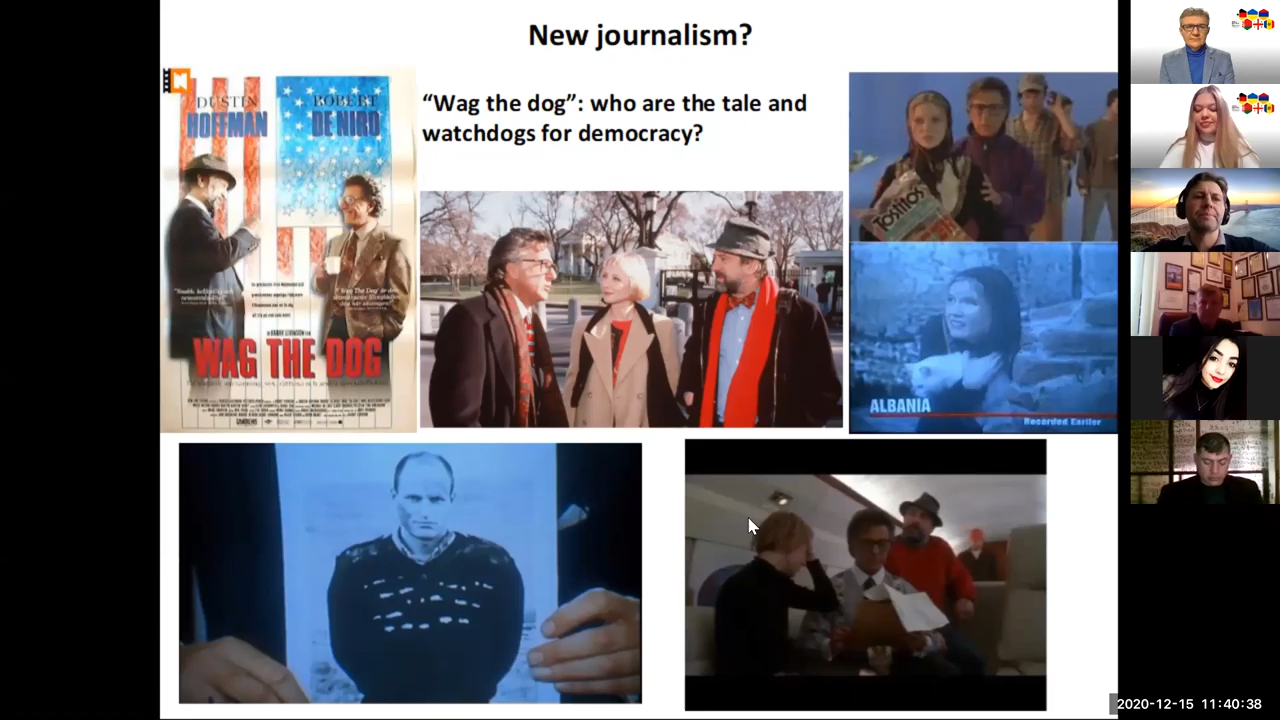 New journalism?
“Wag the dog”: who are the tale and
watchdogs for democracy?
DUSTIN
HOFFMAN
ROBERT
DE NIRO
WAG THE DOG
Tostitos
ALBANIA
Recorded Earlier
2020-12-15 11:40:38